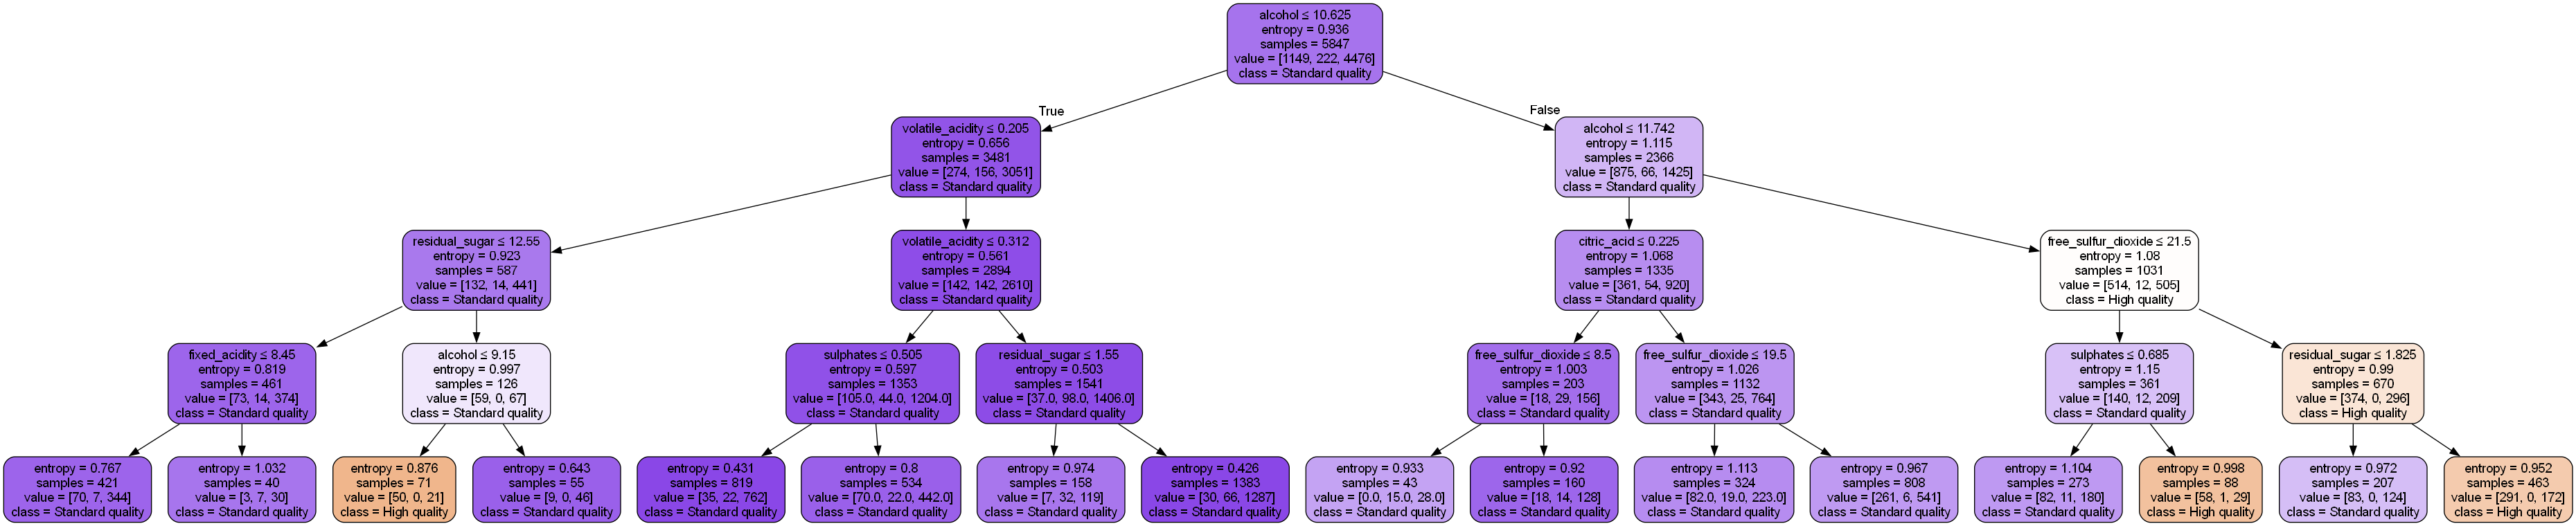 alcohol ≤ 10.625
entropy = 0.936
samples = 5847
value = [1149, 222, 4476]
class = Standard quality
True
False
volatile_acidity ≤ 0.205
entropy = 0.656
samples = 3481
value = [274, 156, 3051]
class = Standard quality
alcohol ≤ 11.742
entropy = 1.115
samples = 2366
value = [875, 66, 1425]
class = Standard quality
residual_sugar ≤ 12.55
entropy = 0.923
samples = 587
value = [132, 14, 441]
class = Standard quality
volatile_acidity ≤ 0.312
entropy = 0.561
samples = 2894
value = [142, 142, 2610]
class = Standard quality
citric_acid ≤ 0.225
entropy = 1.068
samples = 1335
value = [361, 54, 920]
class = Standard quality
free_sulfur_dioxide ≤ 21.5
entropy = 1.08
samples = 1031
value = [514, 12, 505]
class = High quality
fixed_acidity ≤ 8.45
entropy = 0.819
samples = 461
value = [73, 14, 374]
class = Standard quality
alcohol ≤ 9.15
entropy = 0.997
samples = 126
value = [59, 0, 67]
class = Standard quality
sulphates ≤ 0.505
entropy = 0.597
samples = 1353
value = [105.0, 44.0, 1204.0]
class = Standard quality
residual_sugar ≤ 1.55
entropy = 0.503
samples = 1541
value = [37.0, 98.0, 1406.0]
class = Standard quality
free_sulfur_dioxide ≤ 8.5
entropy = 1.003
samples = 203
value = [18, 29, 156]
class = Standard quality
free_sulfur_dioxide ≤ 19.5
entropy = 1.026
samples = 1132
value = [343, 25, 764]
class = Standard quality
sulphates ≤ 0.685
entropy = 1.15
samples = 361
value = [140, 12, 209]
class = Standard quality
residual_sugar ≤ 1.825
entropy = 0.99
samples = 670
value = [374, 0, 296]
class = High quality
entropy = 0.767
samples = 421
value = [70, 7, 344]
class = Standard quality
entropy = 1.032
samples = 40
value = [3, 7, 30]
class = Standard quality
entropy = 0.876
samples = 71
value = [50, 0, 21]
class = High quality
entropy = 0.643
samples = 55
value = [9, 0, 46]
class = Standard quality
entropy = 0.431
samples = 819
value = [35, 22, 762]
class = Standard quality
entropy = 0.8
samples = 534
value = [70.0, 22.0, 442.0]
class = Standard quality
entropy = 0.974
samples = 158
value = [7, 32, 119]
class = Standard quality
entropy = 0.426
samples = 1383
value = [30, 66, 1287]
class = Standard quality
entropy = 0.933
samples = 43
value = [0.0, 15.0, 28.0]
class = Standard quality
entropy = 0.92
samples = 160
value = [18, 14, 128]
class = Standard quality
entropy = 1.113
samples = 324
value = [82.0, 19.0, 223.0]
class = Standard quality
entropy = 0.967
samples = 808
value = [261, 6, 541]
class = Standard quality
entropy = 1.104
samples = 273
value = [82, 11, 180]
class = Standard quality
entropy = 0.998
samples = 88
value = [58, 1, 29]
class = High quality
entropy = 0.972
samples = 207
value = [83, 0, 124]
class = Standard quality
entropy = 0.952
samples = 463
value = [291, 0, 172]
class = High quality